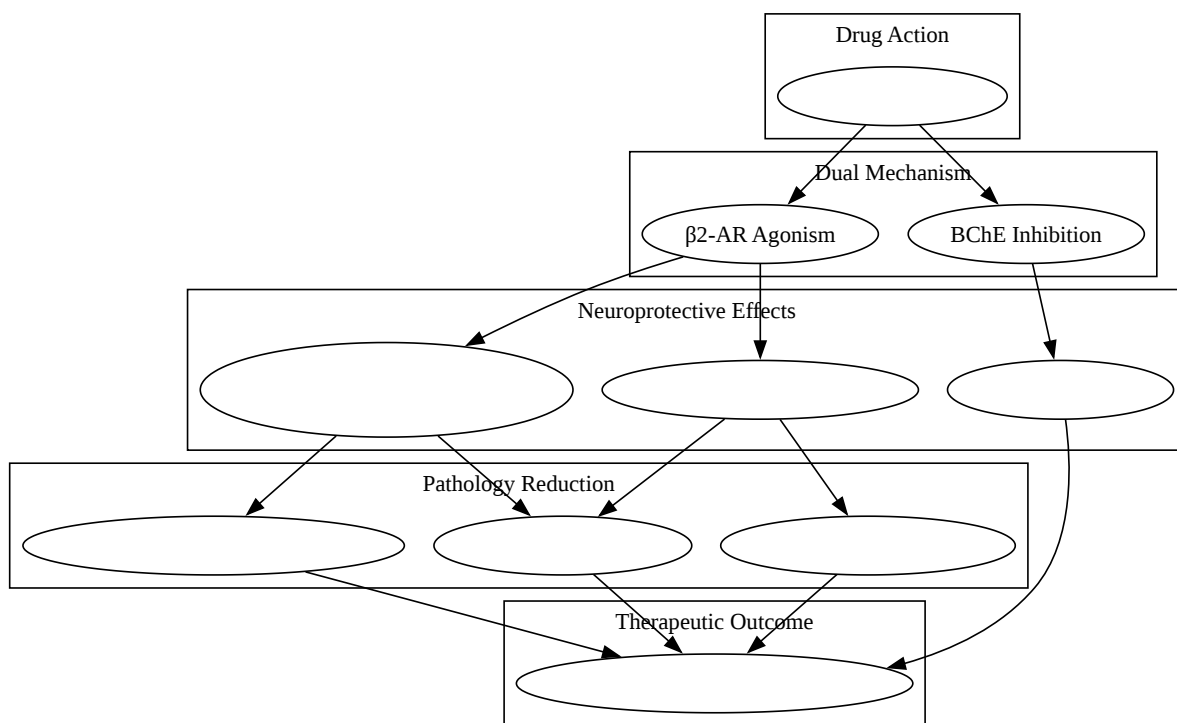 Drug Action
Dual Mechanism
β2-AR Agonism
BChE Inhibition
Neuroprotective Effects
Pathology Reduction
Therapeutic Outcome